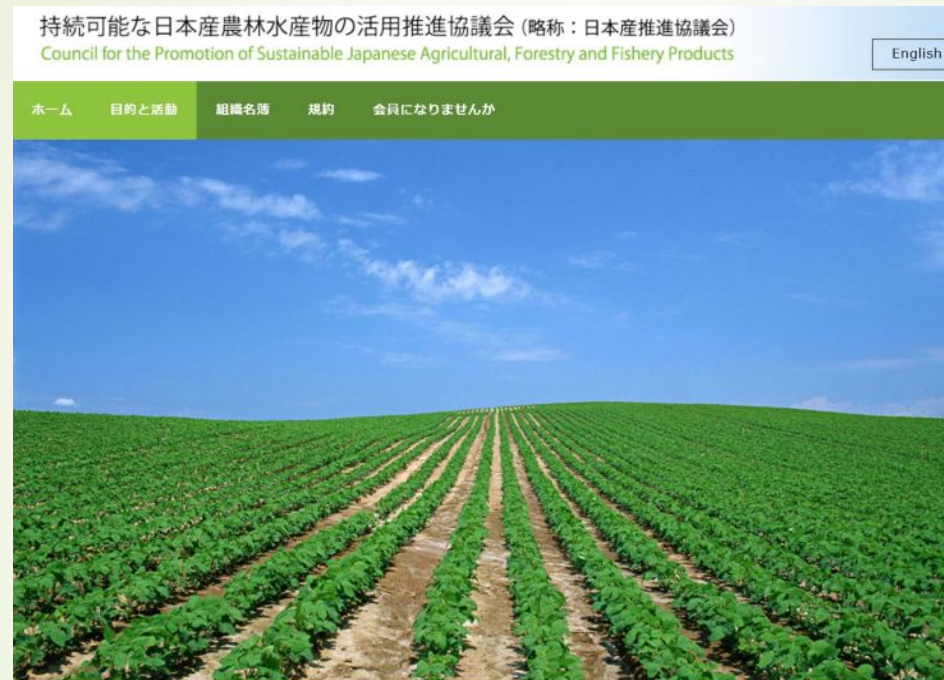 持続可能な日本産農林水産物の活用推進協議会 (略称：日本産推進協議会)
Council for the Promotion of Sustainable Japanese Agricultural, Forestry and Fishery Products
English
ホーム 目的と活動 組織名簿 規約 会員になりませんか